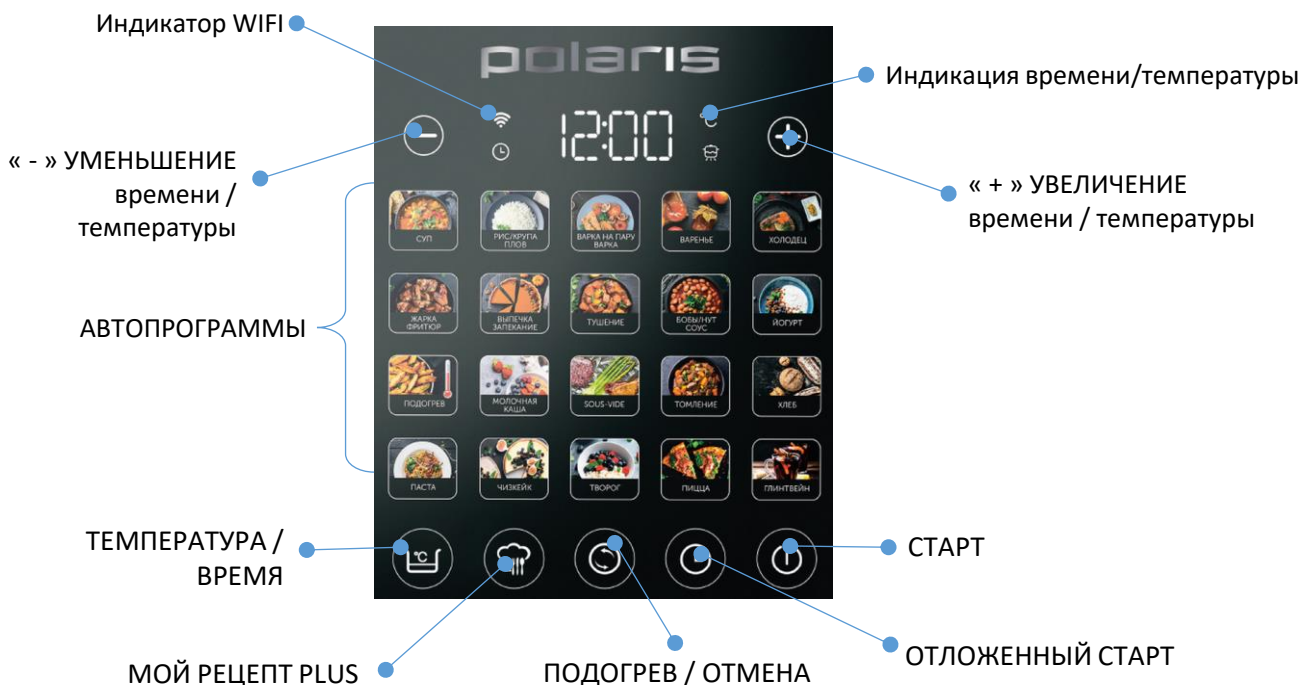 Индикатор WIFI
polaris
Индикация времени/температуры
°C
12:00
« - » УМЕНЬШЕНИЕ
времени /
температуры
« + » УВЕЛИЧЕНИЕ
времени / температуры
СУП
РИС/КРУПА
ПЛОВ
ВАРКА НА ПАРУ
ВАРКА
ВАРЕНЬЕ
ХОЛОДЕЦ
АВТОПРОГРАММЫ
ЖАРКА
ФРИТЮР
ВЫПЕЧКА
ЗАПЕКАНИЕ
ТУШЕНИЕ
БОБЫ/НУТ
СОУС
ЙОГУРТ
ПОДОГРЕВ
МОЛОЧНАЯ
КАША
SOUS-VIDE
ТОМЛЕНИЕ
ХЛЕБ
ПАСТА
ЧИЗКЕЙК
ТВОРОГ
ПИЦЦА
ГЛИНТВЕЙН
ТЕМПЕРАТУРА /
ВРЕМЯ
°C
СТАРТ
МОЙ РЕЦЕПТ PLUS
ПОДОГРЕВ / ОТМЕНА
ОТЛОЖЕННЫЙ СТАРТ